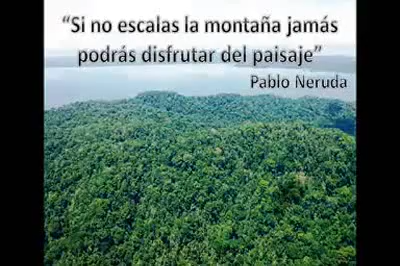 “Si no escalas la montaña jamás
podrás disfrutar del paisaje”
Pablo Neruda